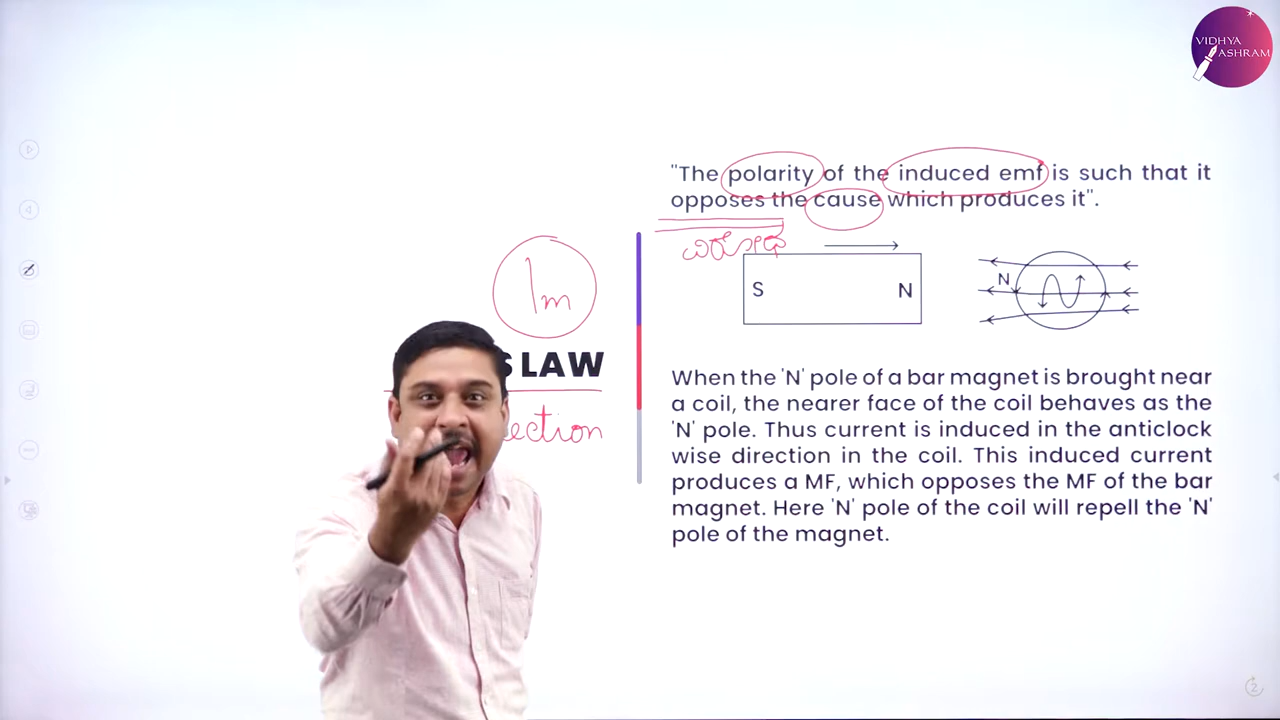 VIDHYA
ASHRAM
"The polarity of the induced emf is such that it
opposes the cause which produces it".
ವಿರೋಧ
1m
S N
N
S LAW
ection
When the 'N' pole of a bar magnet is brought near
a coil, the nearer face of the coil behaves as the
'N' pole. Thus current is induced in the anticlock
wise direction in the coil. This induced current
produces a MF, which opposes the MF of the bar
magnet. Here 'N' pole of the coil will repell the 'N'
pole of the magnet.
2